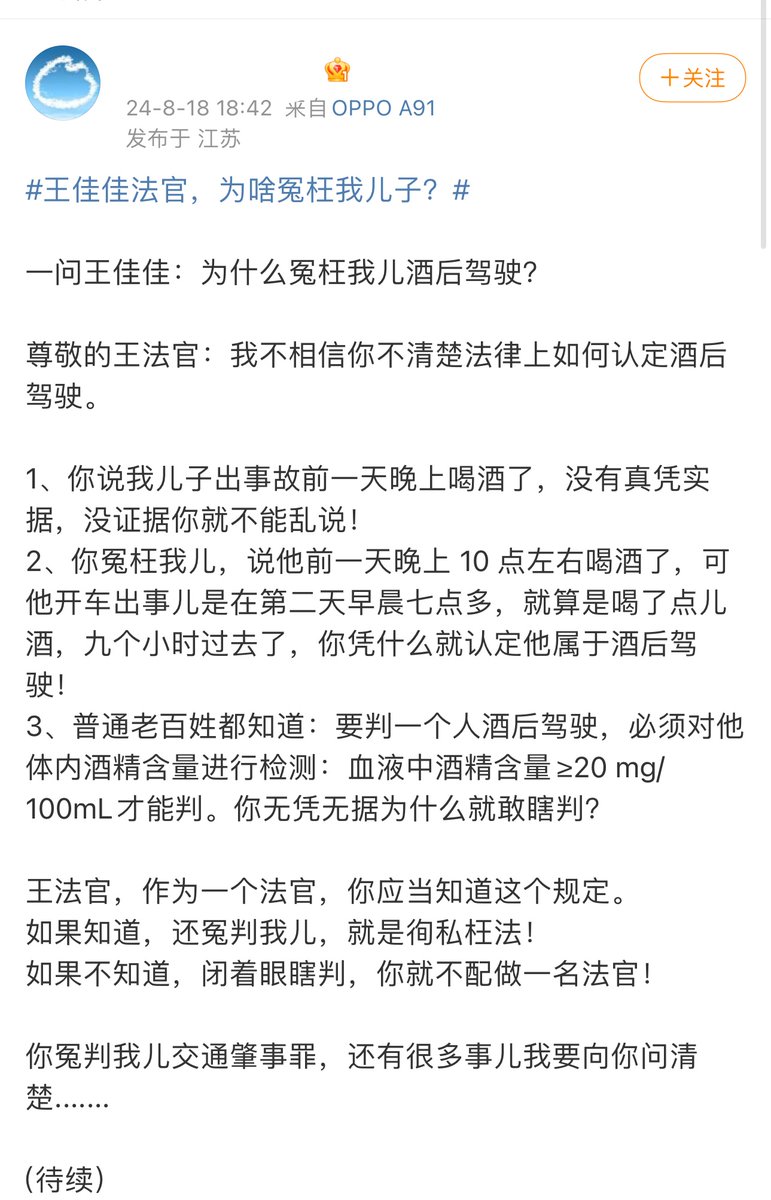 24-8-18 18:42 来自 OPPO A91
+关注
发布于 江苏
#王佳佳法官，为啥冤枉我儿子？#
一问王佳佳：为什么冤枉我儿酒后驾驶？
尊敬的王法官：我不相信你不清楚法律上如何认定酒后
驾驶。
1、你说我儿子出事故前一天晚上喝酒了，没有真凭实
据，没证据你就不能乱说！
2、你冤枉我儿，说他前一天晚上 10 点左右喝酒了，可
他开车出事儿是在第二天早晨七点多，就算是喝了点儿
酒，九个小时过去了，你凭什么就认定他属于酒后驾
驶！
3、普通老百姓都知道：要判一个人酒后驾驶，必须对他
体内酒精含量进行检测：血液中酒精含量≥20 mg/
100mL才能判。你无凭无据为什么就敢瞎判？
王法官，作为一个法官，你应当知道这个规定。
如果知道，还冤判我儿，就是徇私枉法！
如果不知道，闭着眼瞎判，你就不配做一名法官！
你冤判我儿交通肇事罪，还有很多事儿我要向你问清
楚.......
(待续)